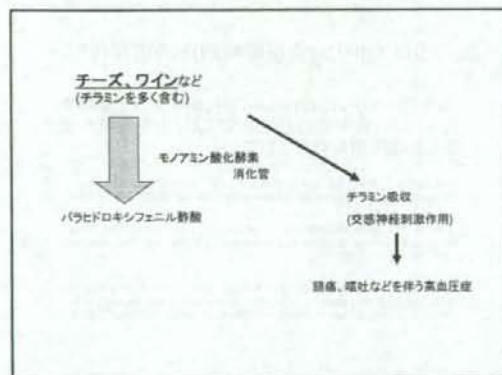 チーズ、ワインなど
(チラミンを多く含む)
モノアミン酸化酵素
消化管
パラヒドロキシフェニル酢酸
チラミン吸収
(交感神経刺激作用)
頭痛、嘔吐などを伴う高血圧症